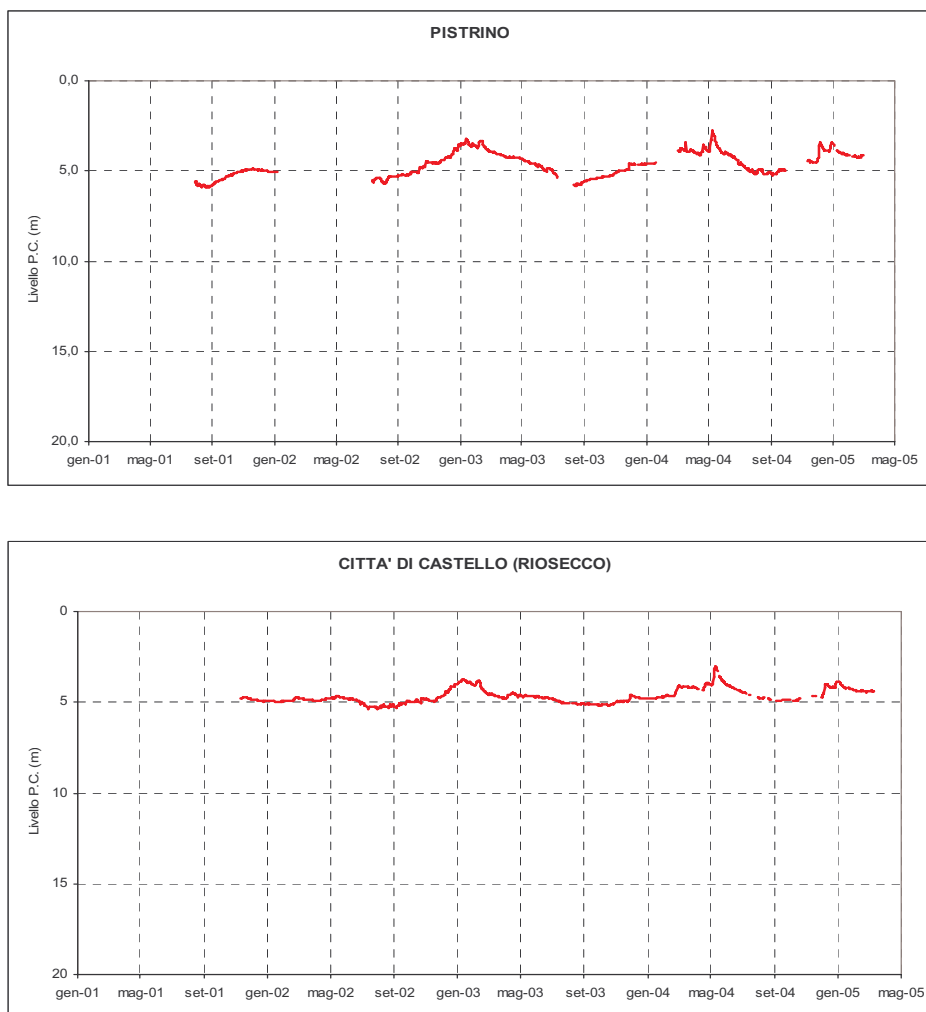 PISTRINO
0,0
5,0
10,0
15,0
20,0
Livello P.C. (m)
gen-01 mag-01 set-01 gen-02 mag-02 set-02 gen-03 mag-03 set-03 gen-04 mag-04 set-04 gen-05 mag-05
CITTA' DI CASTELLO (RIOSECCO)
0
5
10
15
20
Livello P.C. (m)
gen-01 mag-01 set-01 gen-02 mag-02 set-02 gen-03 mag-03 set-03 gen-04 mag-04 set-04 gen-05 mag-05